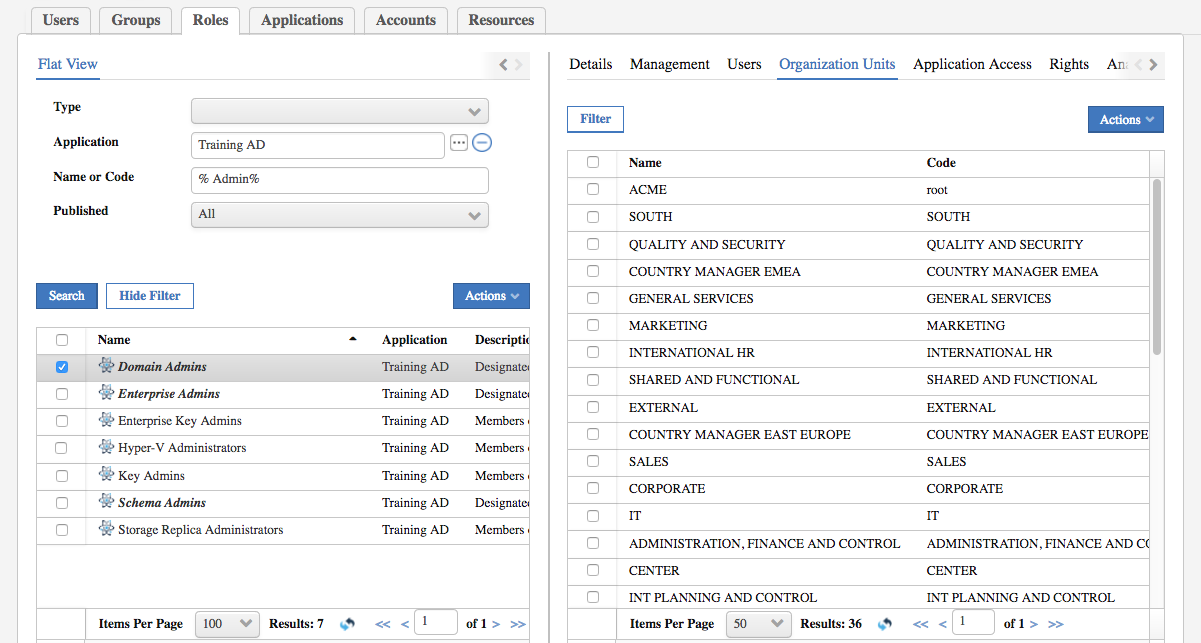 Users Groups Roles Applications Accounts Resources
Flat View
Type
Application Training AD
Name or Code % Admin%
Published All
Search Hide Filter Actions
Name Application
Domain Admins Training AD
Enterprise Admins Training AD
Enterprise Key Admins Training AD Members
Hyper-V Administrators Training AD Members
Key Admins Training AD Members
Schema Admins Training AD
Storage Replica Administrators Training AD Members
Items Per Page 100 Results: 7 << < 1 of 1 > >>
Details Management Users Organization Units Application Access Rights
Filter Actions
Name Code
ACME root
SOUTH SOUTH
QUALITY AND SECURITY QUALITY AND SECURITY
COUNTRY MANAGER EMEA COUNTRY MANAGER EMEA
GENERAL SERVICES GENERAL SERVICES
MARKETING MARKETING
INTERNATIONAL HR INTERNATIONAL HR
SHARED AND FUNCTIONAL SHARED AND FUNCTIONAL
EXTERNAL EXTERNAL
COUNTRY MANAGER EAST EUROPE COUNTRY MANAGER EAST EUROPE
SALES SALES
CORPORATE CORPORATE
IT IT
ADMINISTRATION, FINANCE AND CONTROL ADMINISTRATION, FINANCE AND
CENTER CENTER
INT PLANNING AND CONTROL INT PLANNING AND CONTROL
Items Per Page 50 Results: 36 << < 1 of 1 > >>